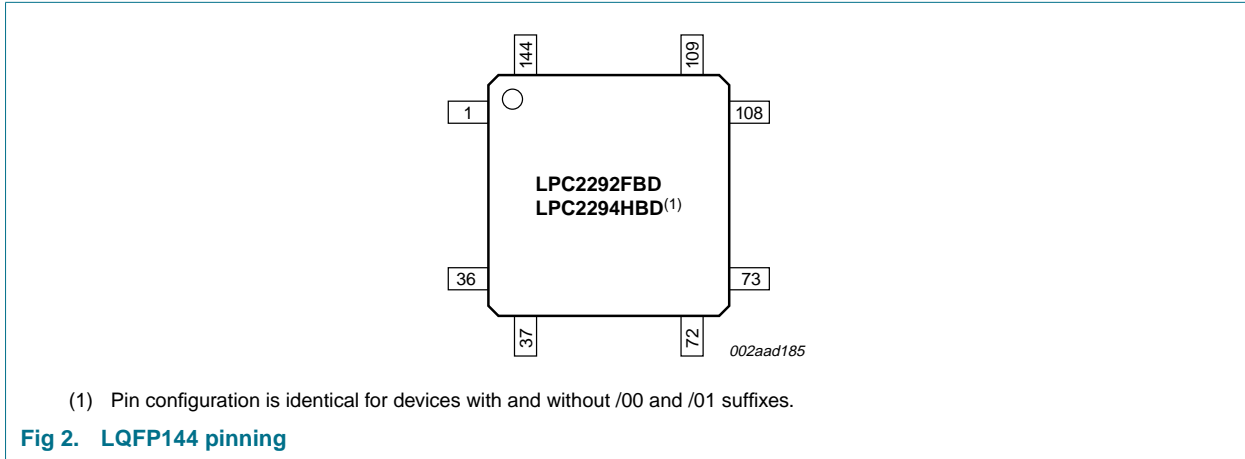 144
109
1
108
LPC2292FBD
LPC2294HBD(1)
36
73
37
72
002aad185
(1) Pin configuration is identical for devices with and without /00 and /01 suffixes.
Fig 2. LQFP144 pinning